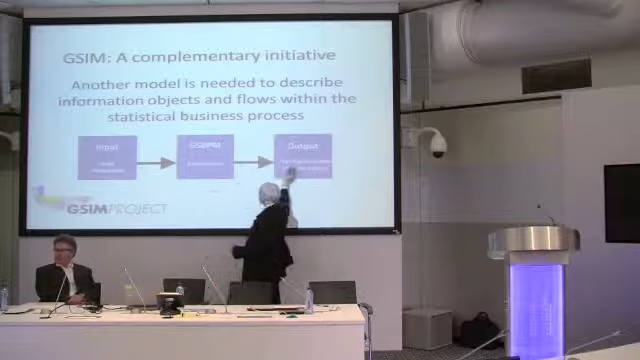 GSIM: A complementary initiative
Another model is needed to describe
information objects and flows within the
statistical business process
Input
GSBPM
Output
GSIMPROJECT